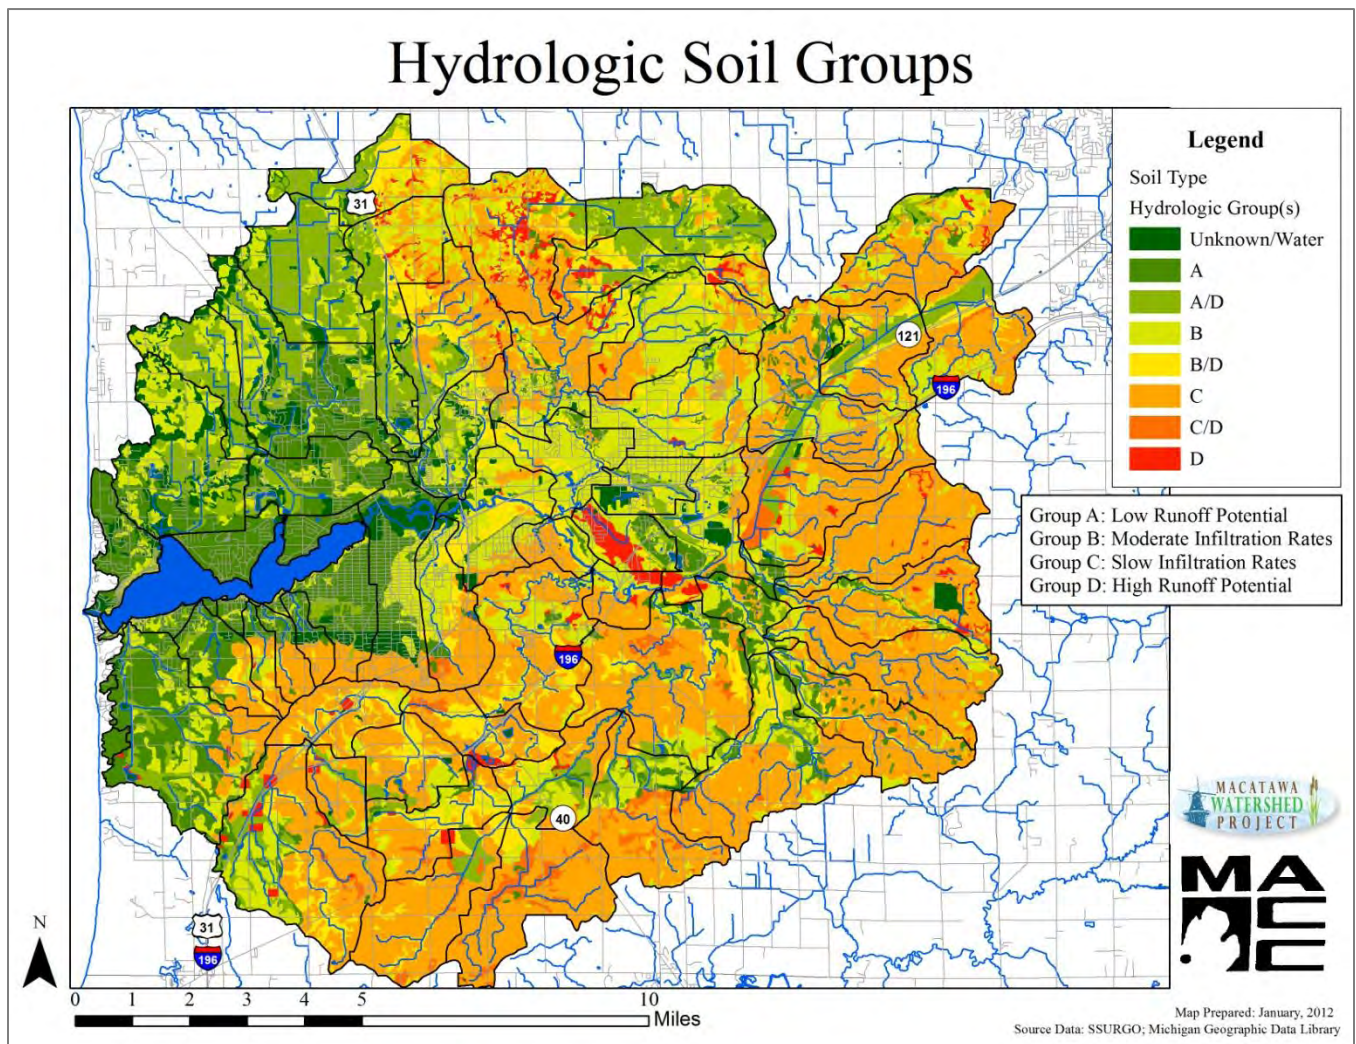 Hydrologic Soil Groups
Legend
Soil Type
Hydrologic Group(s)
Unknown/Water
A
A/D
B
B/D
C
C/D
D
Group A: Low Runoff Potential
Group B: Moderate Infiltration Rates
Group C: Slow Infiltration Rates
Group D: High Runoff Potential
31
121
196
196
40
31
196
MACATAWA
WATERSHED
PROJECT
MACC
N
0 1 2 3 4 5 10
Miles
Map Prepared: January, 2012
Source Data: SSURGO; Michigan Geographic Data Library